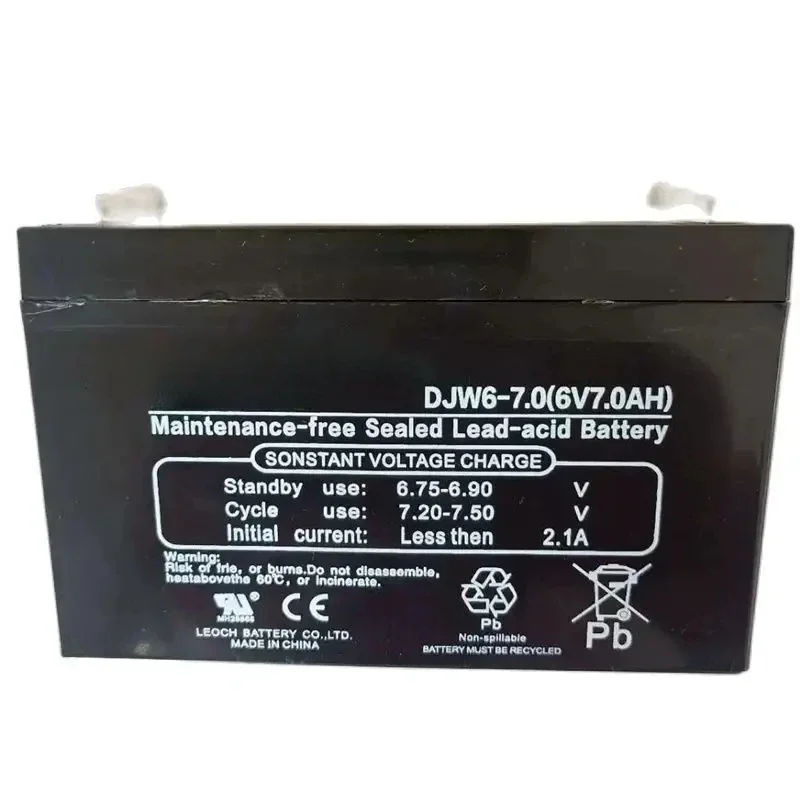 DJW6-7.0(6V7.0AH)
Maintenance-free Sealed Lead-acid Battery
SONSTANT VOLTAGE CHARGE
Standby use: 6.75-6.90 V
Cycle use: 7.20-7.50 V
Initial current: Less then 2.1A
Warning:
Risk of frie, or burns.Do not disassemble,
heatabovethe 60℃, or incinerate.
CE
Pb
Pb
LEOCH BATTERY CO.,LTD.
Non-spillable
MADE IN CHINA
BATTERY MUST BE RECYCLED